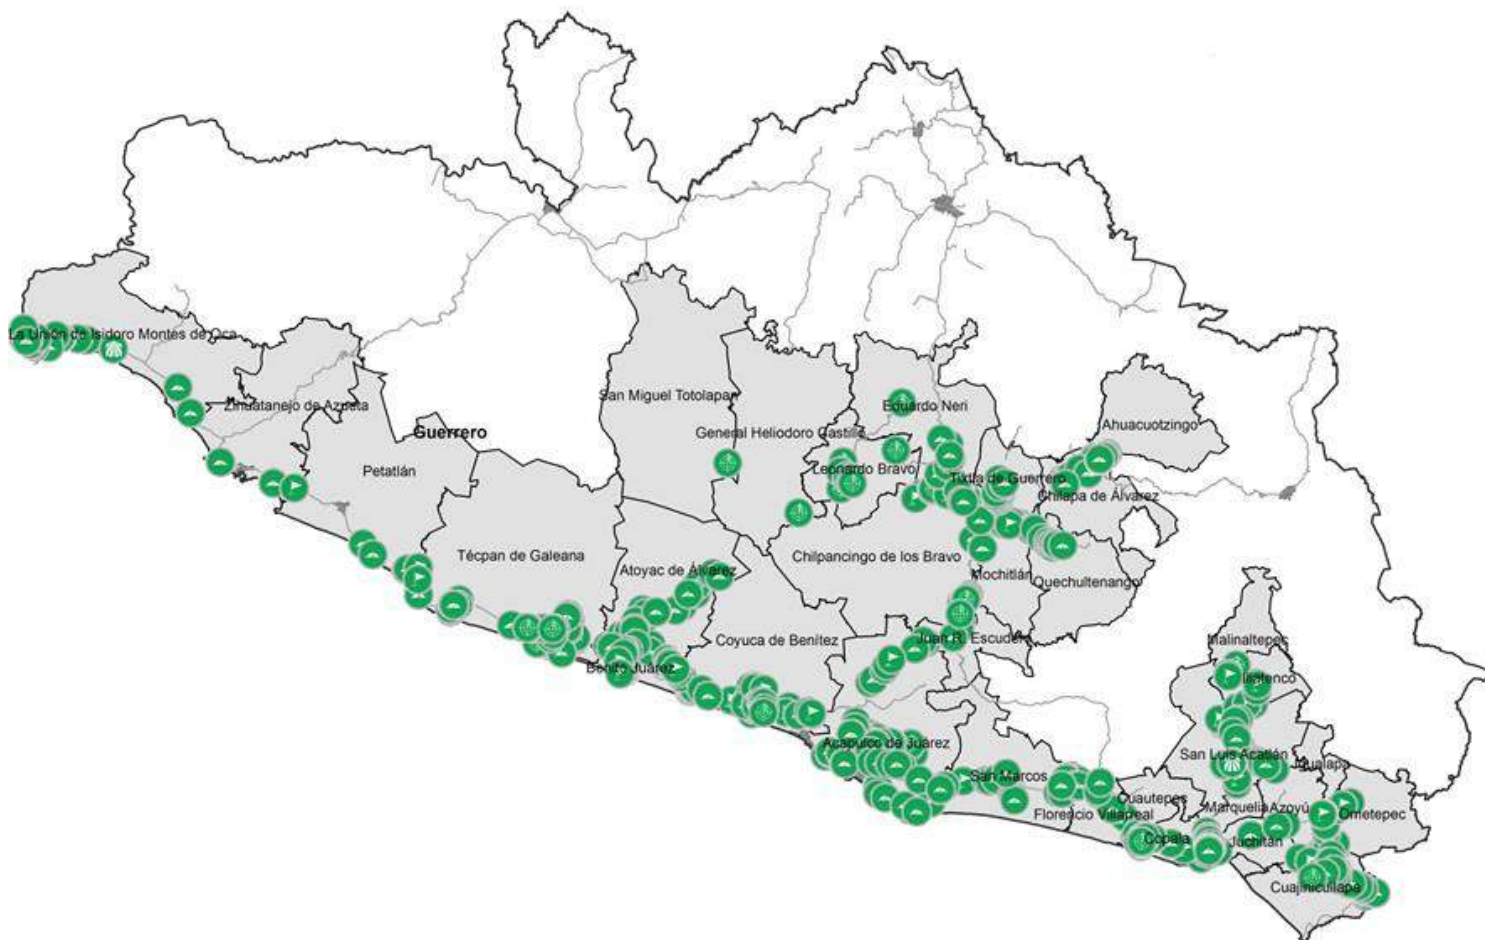 La Unión de Isidoro Montes de Oca
Zihuatanejo de Azueta
Guerrero
Petatlán
San Miguel Totolapan
General Heliodoro Castillo
Eduardo Neri
Leonardo Bravo
Tixtla de Guerrero
Ahuacuotzingo
Chilapa de Álvarez
Técpan de Galeana
Atoyac de Álvarez
Chilpancingo de los Bravo
Mochitlán
Quechultenango
Coyuca de Benítez
Juan R. Escudero
Benito Juárez
Malinaltepec
Iliatenco
Acapulco de Juárez
San Marcos
San Luis Acatlán
Igualapa
Cuautepec
Florencio Villarreal
Marquelia
Azoyú
Ometepec
Copala
Juchitán
Cuajinicuilapa